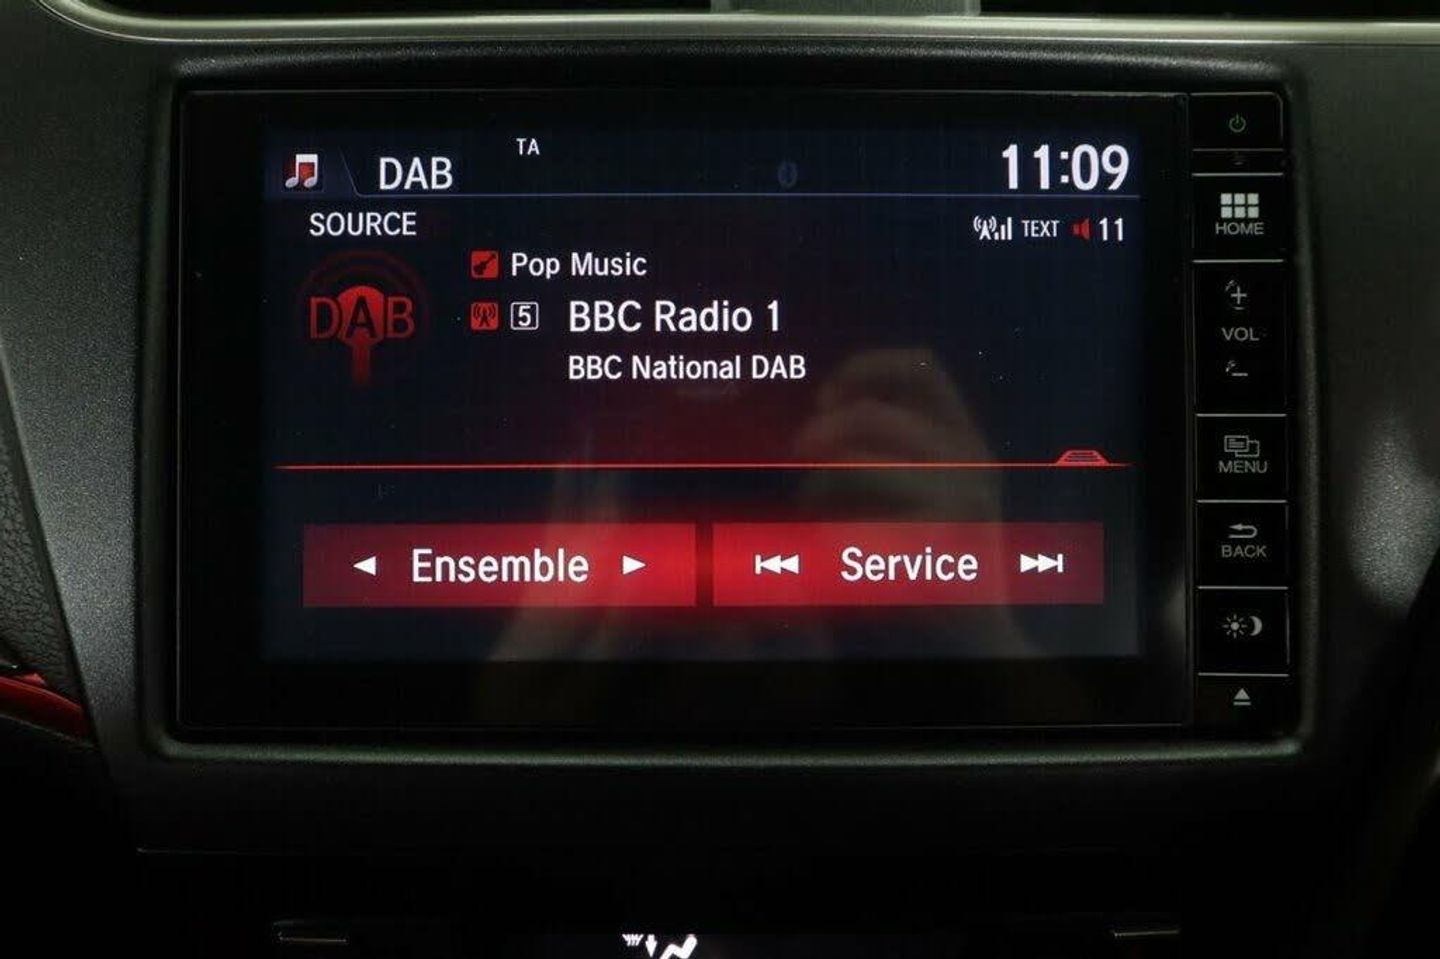 DAB TA 11:09
SOURCE TEXT 11
Pop Music
DAB 5 BBC Radio 1
BBC National DAB
Ensemble Service
HOME
VOL
MENU
BACK